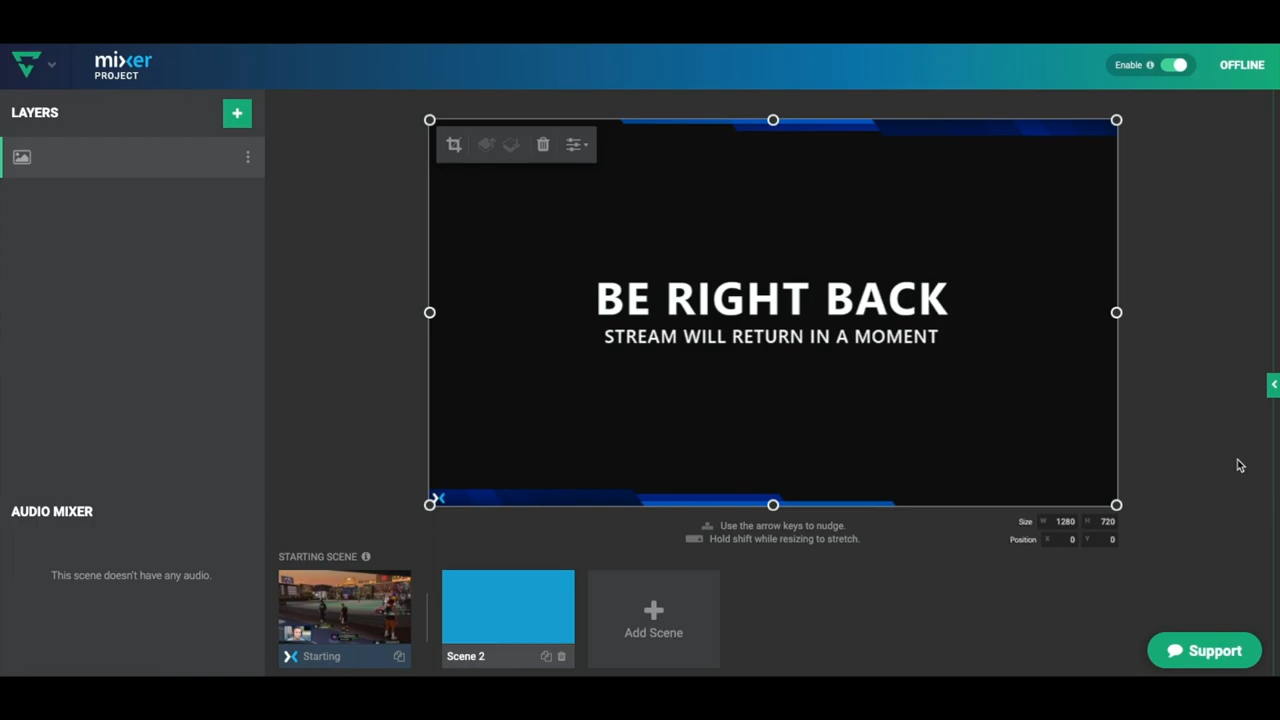 mixer
PROJECT
Enable
OFFLINE
LAYERS
+
BE RIGHT BACK
STREAM WILL RETURN IN A MOMENT
Use the arrow keys to nudge.
Hold shift while resizing to stretch.
Size W 1280 H 720
Position X 0 Y 0
AUDIO MIXER
This scene doesn't have any audio.
STARTING SCENE
Starting
Scene 2
Add Scene
Support